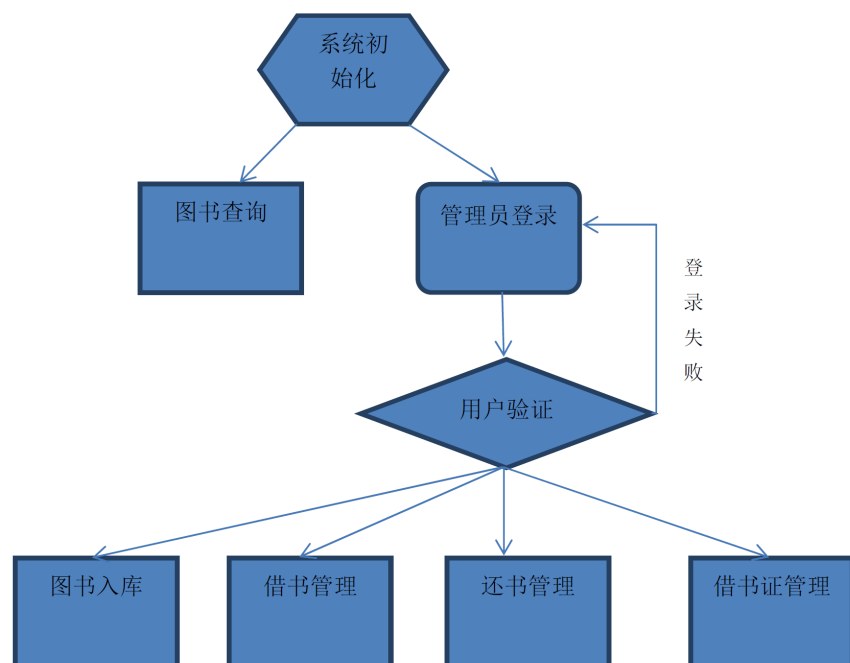 系统初
始化
图书查询
管理员登录
登
录
失
败
用户验证
图书入库
借书管理
还书管理
借书证管理